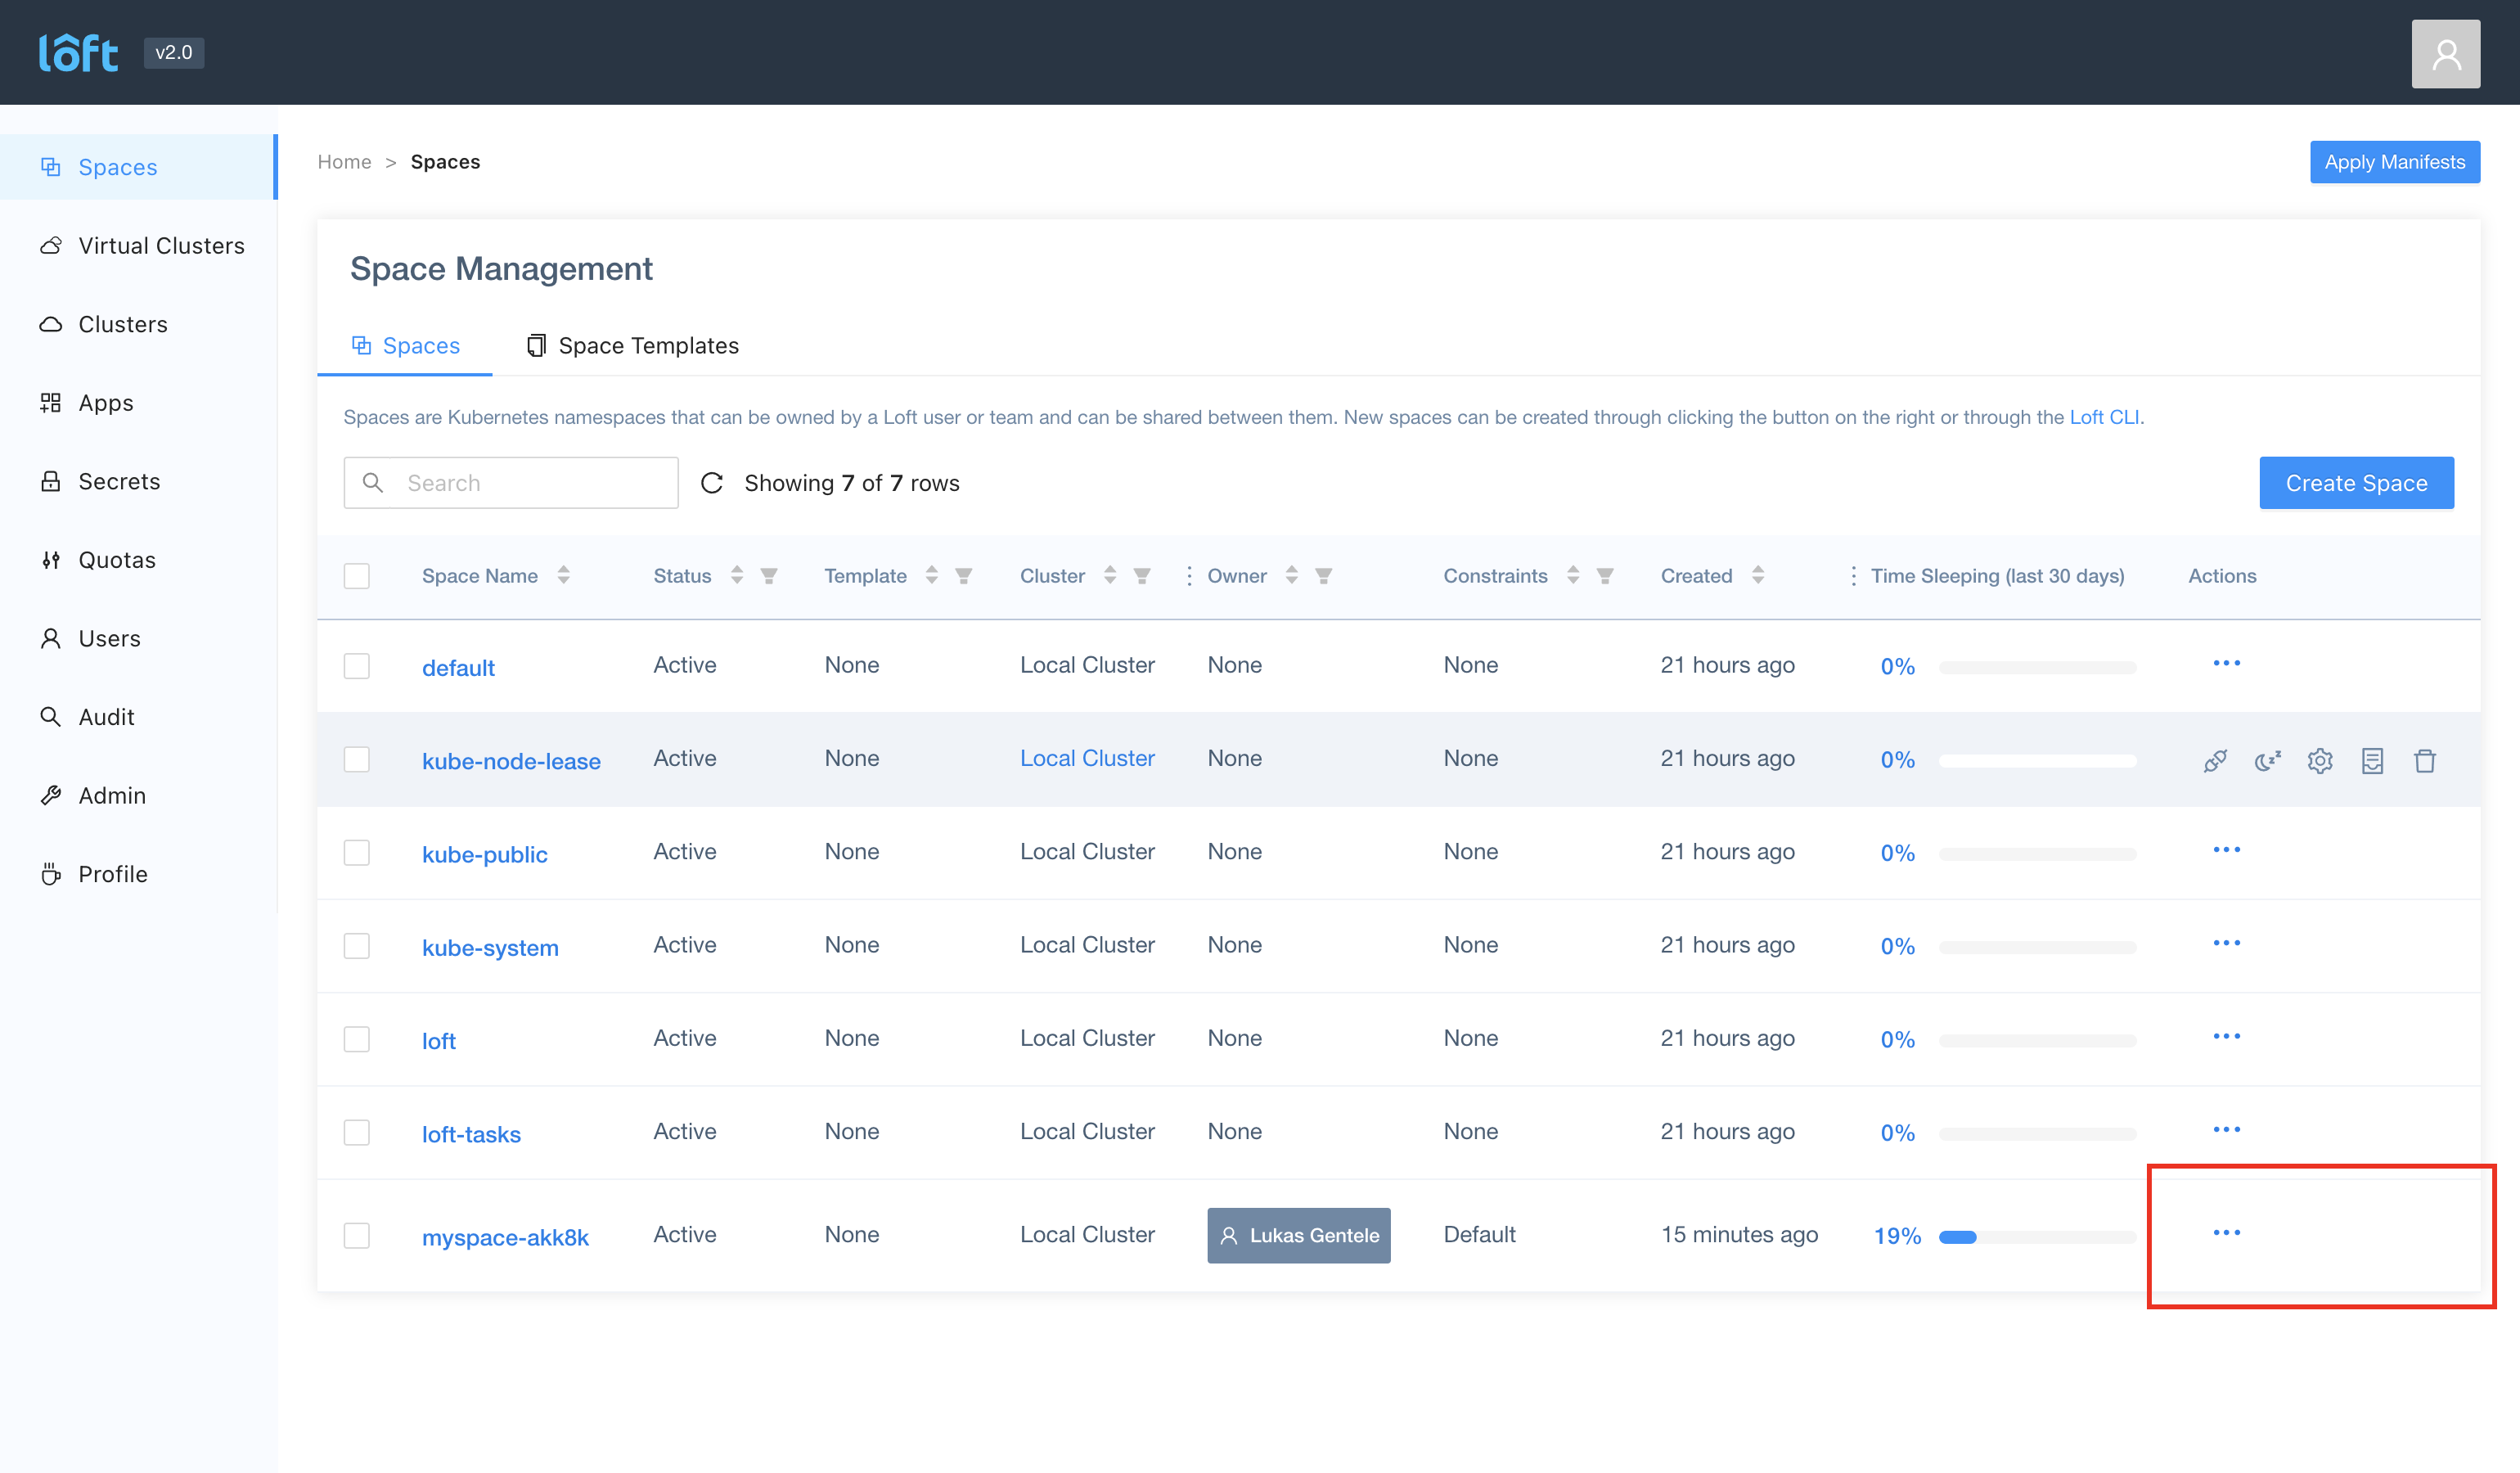 lôft v2.0
Spaces
Virtual Clusters
Clusters
Apps
Secrets
Quotas
Users
Audit
Admin
Profile
Home > Spaces
Apply Manifests
Space Management
Spaces Space Templates
Spaces are Kubernetes namespaces that can be owned by a Loft user or team and can be shared between them. New spaces can be created through clicking the button on the right or through the Loft CLI.
Search Showing 7 of 7 rows Create Space
Space Name Status Template Cluster Owner Constraints Created Time Sleeping (last 30 days) Actions
default Active None Local Cluster None None 21 hours ago 0%
kube-node-lease Active None Local Cluster None None 21 hours ago 0%
kube-public Active None Local Cluster None None 21 hours ago 0%
kube-system Active None Local Cluster None None 21 hours ago 0%
loft Active None Local Cluster None None 21 hours ago 0%
loft-tasks Active None Local Cluster None None 21 hours ago 0%
myspace-akk8k Active None Local Cluster Lukas Gentele Default 15 minutes ago 19%